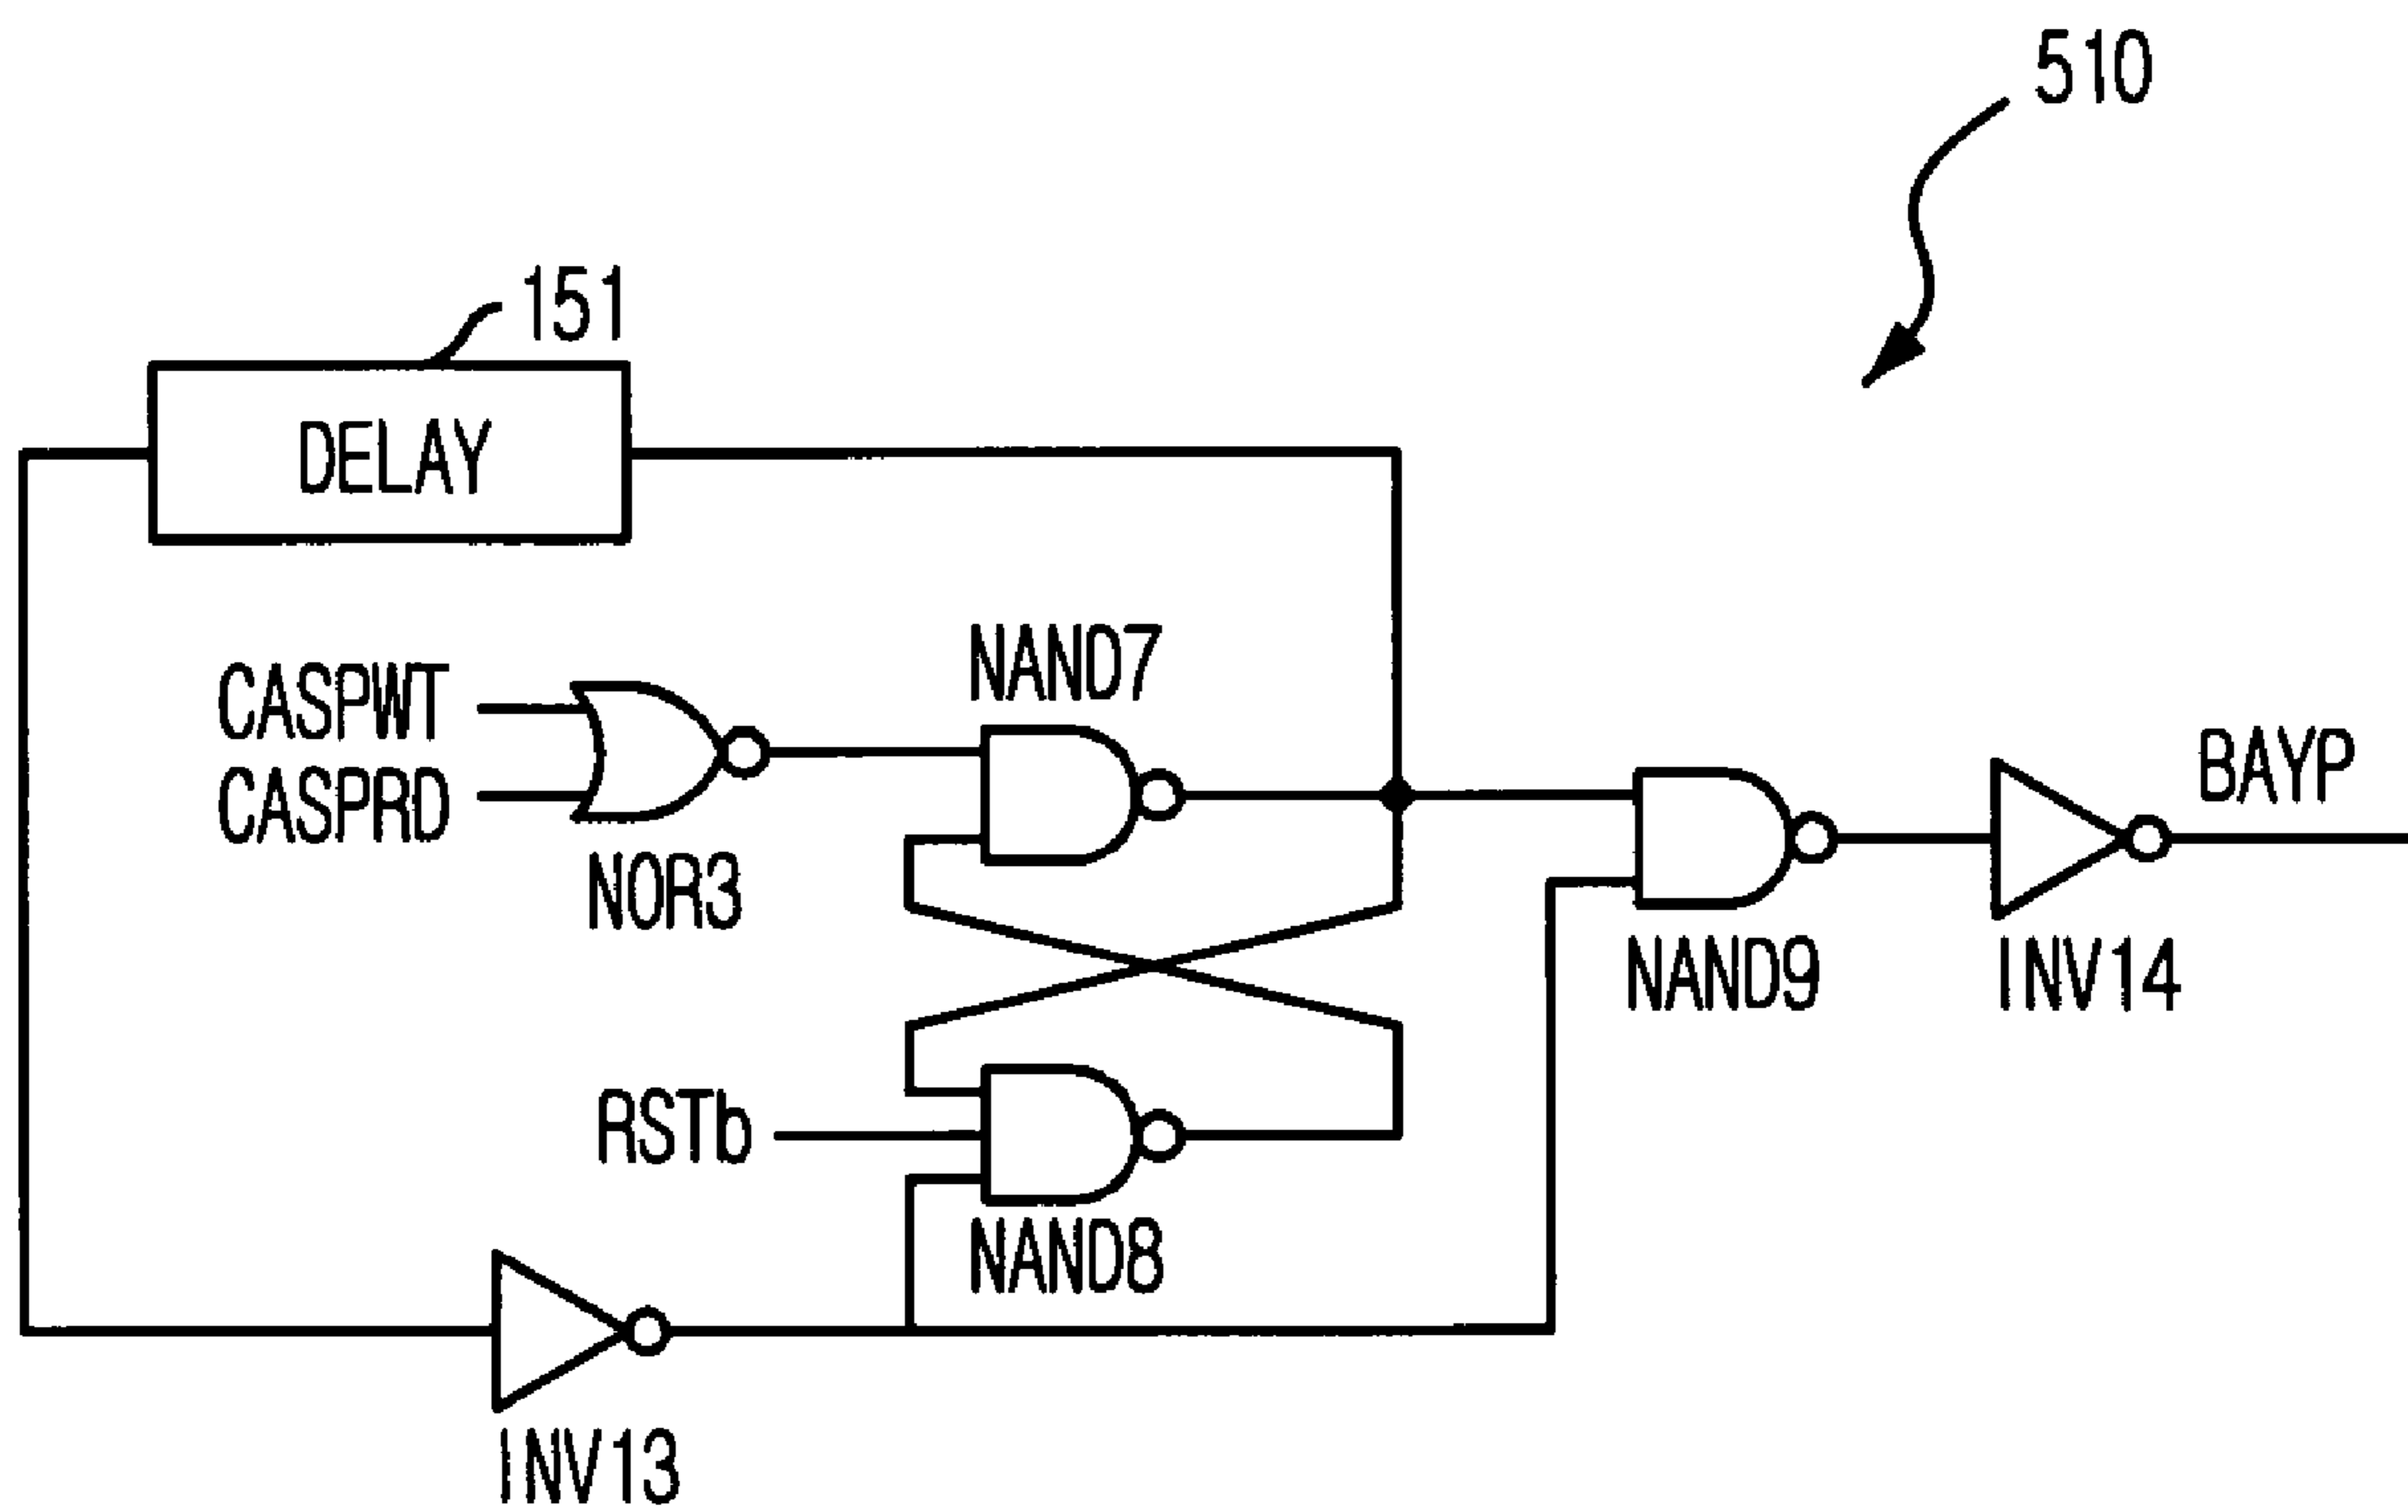 510
151
DELAY
NAND7
CASPWT
CASPRD
NOR3
BAYP
NAND9
INV14
RSTb
NAND8
INV13